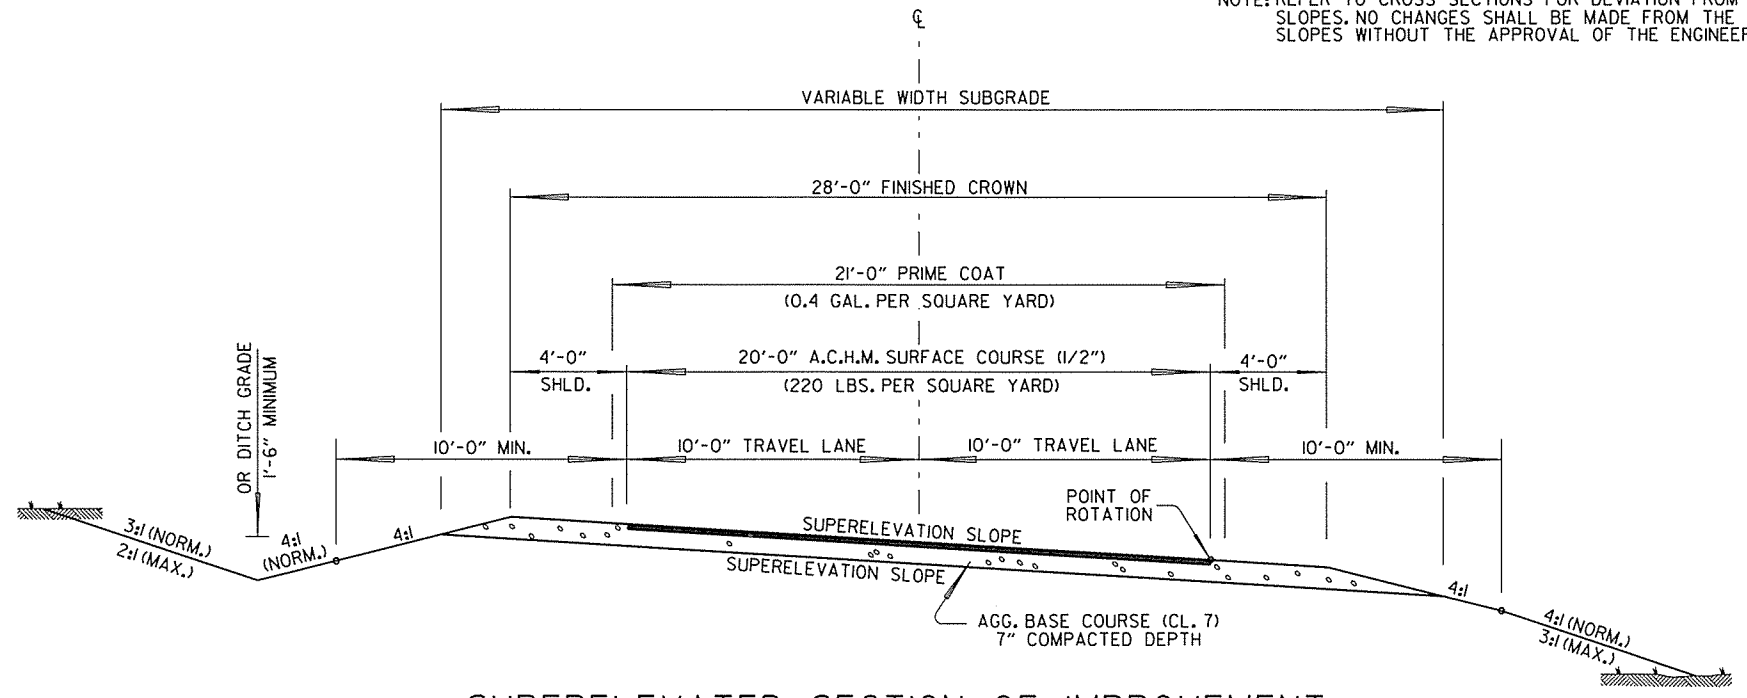 NOTE: REFER TO CROSS SECTIONS FOR DEVIATION FROM
SLOPES. NO CHANGES SHALL BE MADE FROM THE
SLOPES WITHOUT THE APPROVAL OF THE ENGINEER
℄
VARIABLE WIDTH SUBGRADE
28'-0" FINISHED CROWN
21'-0" PRIME COAT
(0.4 GAL. PER SQUARE YARD)
4'-0"
SHLD.
20'-0" A.C.H.M. SURFACE COURSE (1/2")
(220 LBS. PER SQUARE YARD)
4'-0"
SHLD.
OR DITCH GRADE
1'-6" MINIMUM
10'-0" MIN.
10'-0" TRAVEL LANE
10'-0" TRAVEL LANE
10'-0" MIN.
POINT OF
ROTATION
3:1 (NORM.)
2:1 (MAX.)
4:1
(NORM.)
4:1
SUPERELEVATION SLOPE
SUPERELEVATION SLOPE
4:1
4:1 (NORM.)
3:1 (MAX.)
AGG. BASE COURSE (CL. 7)
7" COMPACTED DEPTH
SUPERELEVATED SECTION OF IMPROVEMENT